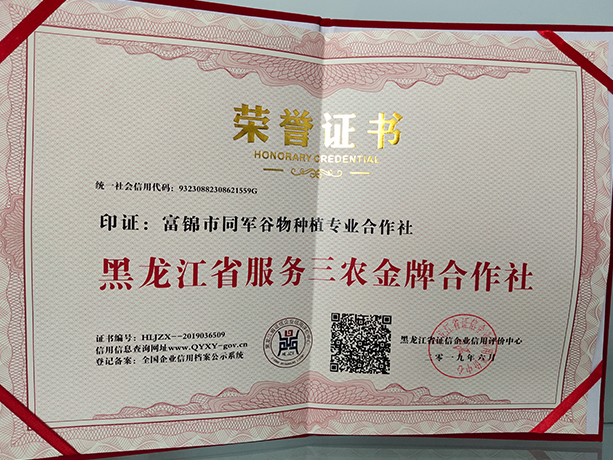 荣誉证书
HONORARY CREDENTIAL
统一社会信用代码：93230882308621559G
印证：富锦市同军谷物种植专业合作社
黑龙江省服务三农金牌合作社
证书编号：HLJZX--2019036509
信用信息查询网址www.QYXY-gov.cn
登记备案：全国企业信用档案公示系统
黑龙江省证信企业信用评价中心
二〇一九年六月